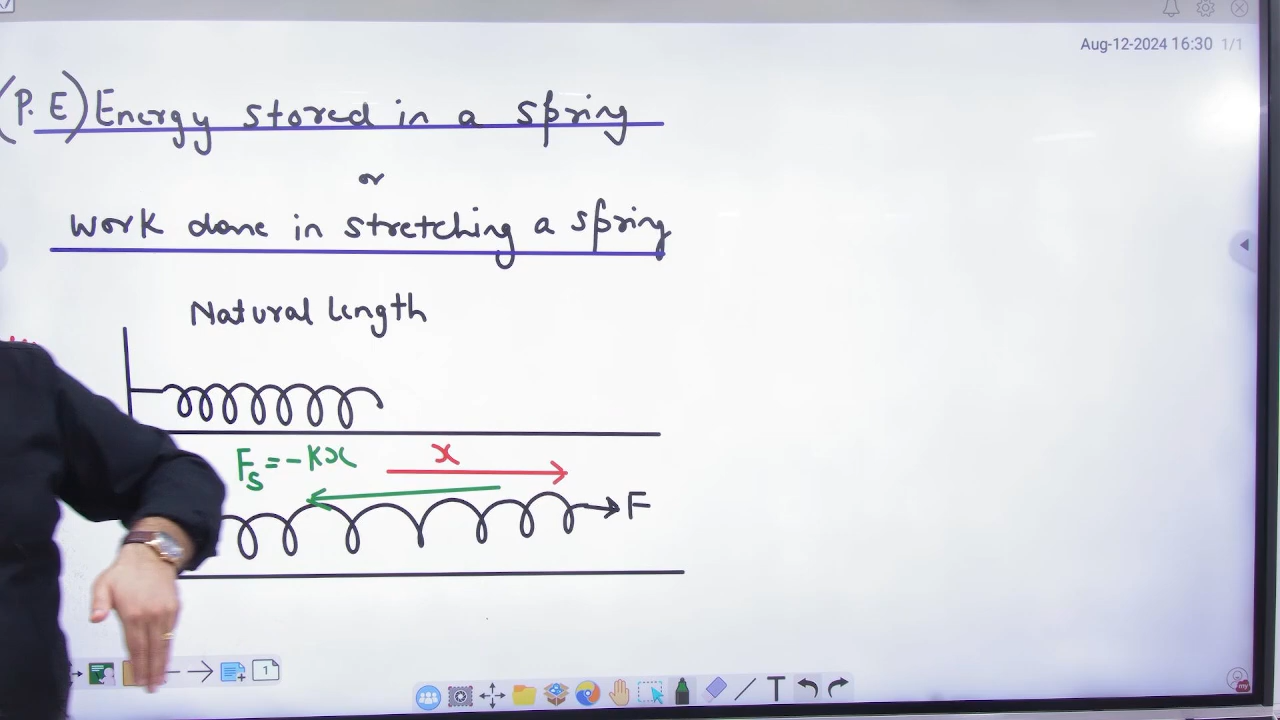 Aug-12-2024 16:30 1/1
(P.E) Energy stored in a spring
or
work done in stretching a spring
Natural length
Fs = -Kx
x
F
1
T